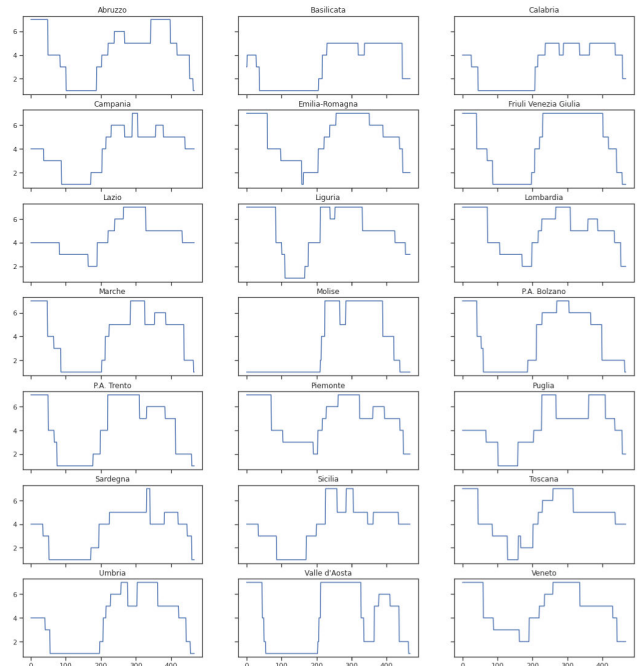 Abruzzo Basilicata Calabria
6
4
2
Campania Emilia-Romagna Friuli Venezia Giulia
6
4
2
Lazio Liguria Lombardia
6
4
2
Marche Molise P.A. Bolzano
6
4
2
P.A. Trento Piemonte Puglia
6
4
2
Sardegna Sicilia Toscana
6
4
2
Umbria Valle d'Aosta Veneto
6
4
2
0 100 200 300 400 0 100 200 300 400 0 100 200 300 400